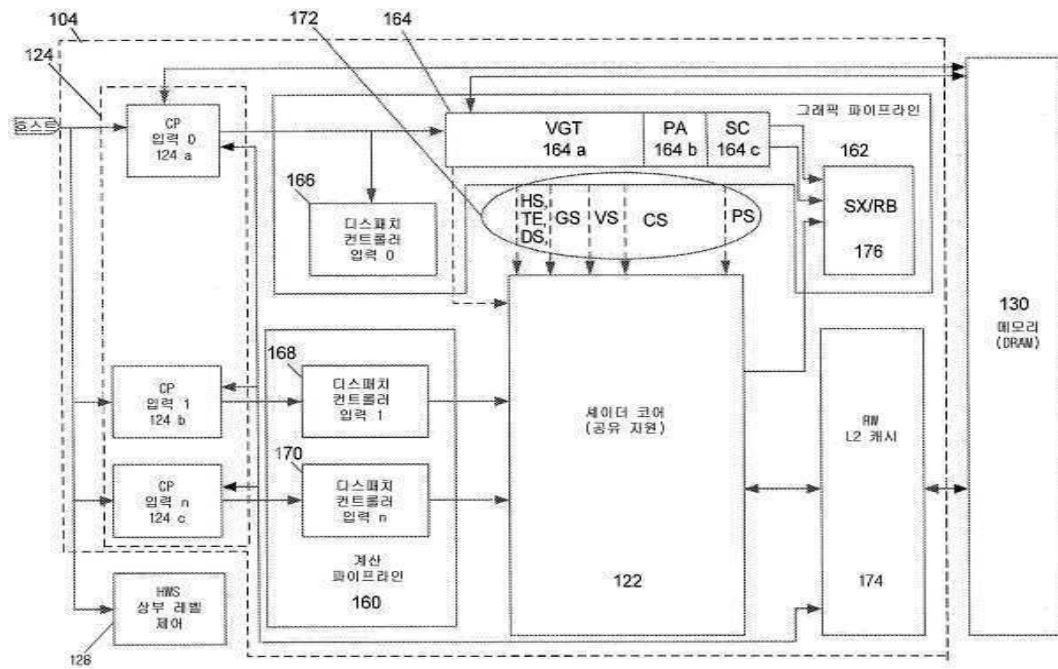 104
172
164
124
호스트
CP
입력 0
124 a
VGT
164 a
PA
164 b
SC
164 c
그래픽 파이프라인
162
SX/RB
176
166
디스패치
컨트롤러
입력 0
HS,
TE,
DS,
GS
VS
CS
PS
130
메모리
(DRAM)
168
디스패치
컨트롤러
입력 1
CP
입력 1
124 b
170
디스패치
컨트롤러
입력 n
CP
입력 n
124 c
계산
파이프라인
160
세이더 코어
(공유 자원)
122
RW
L2 캐시
174
HWS
상부 레벨
제어
128